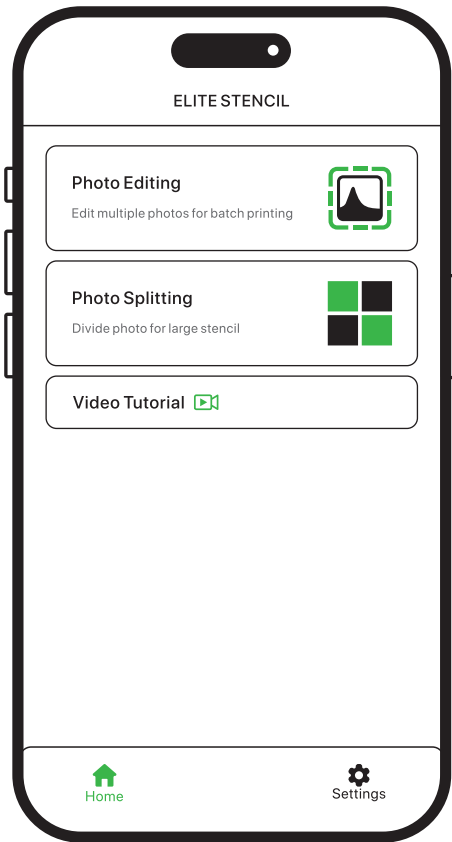 ELITE STENCIL
Photo Editing
Edit multiple photos for batch printing
Photo Splitting
Divide photo for large stencil
Video Tutorial
Home
Settings